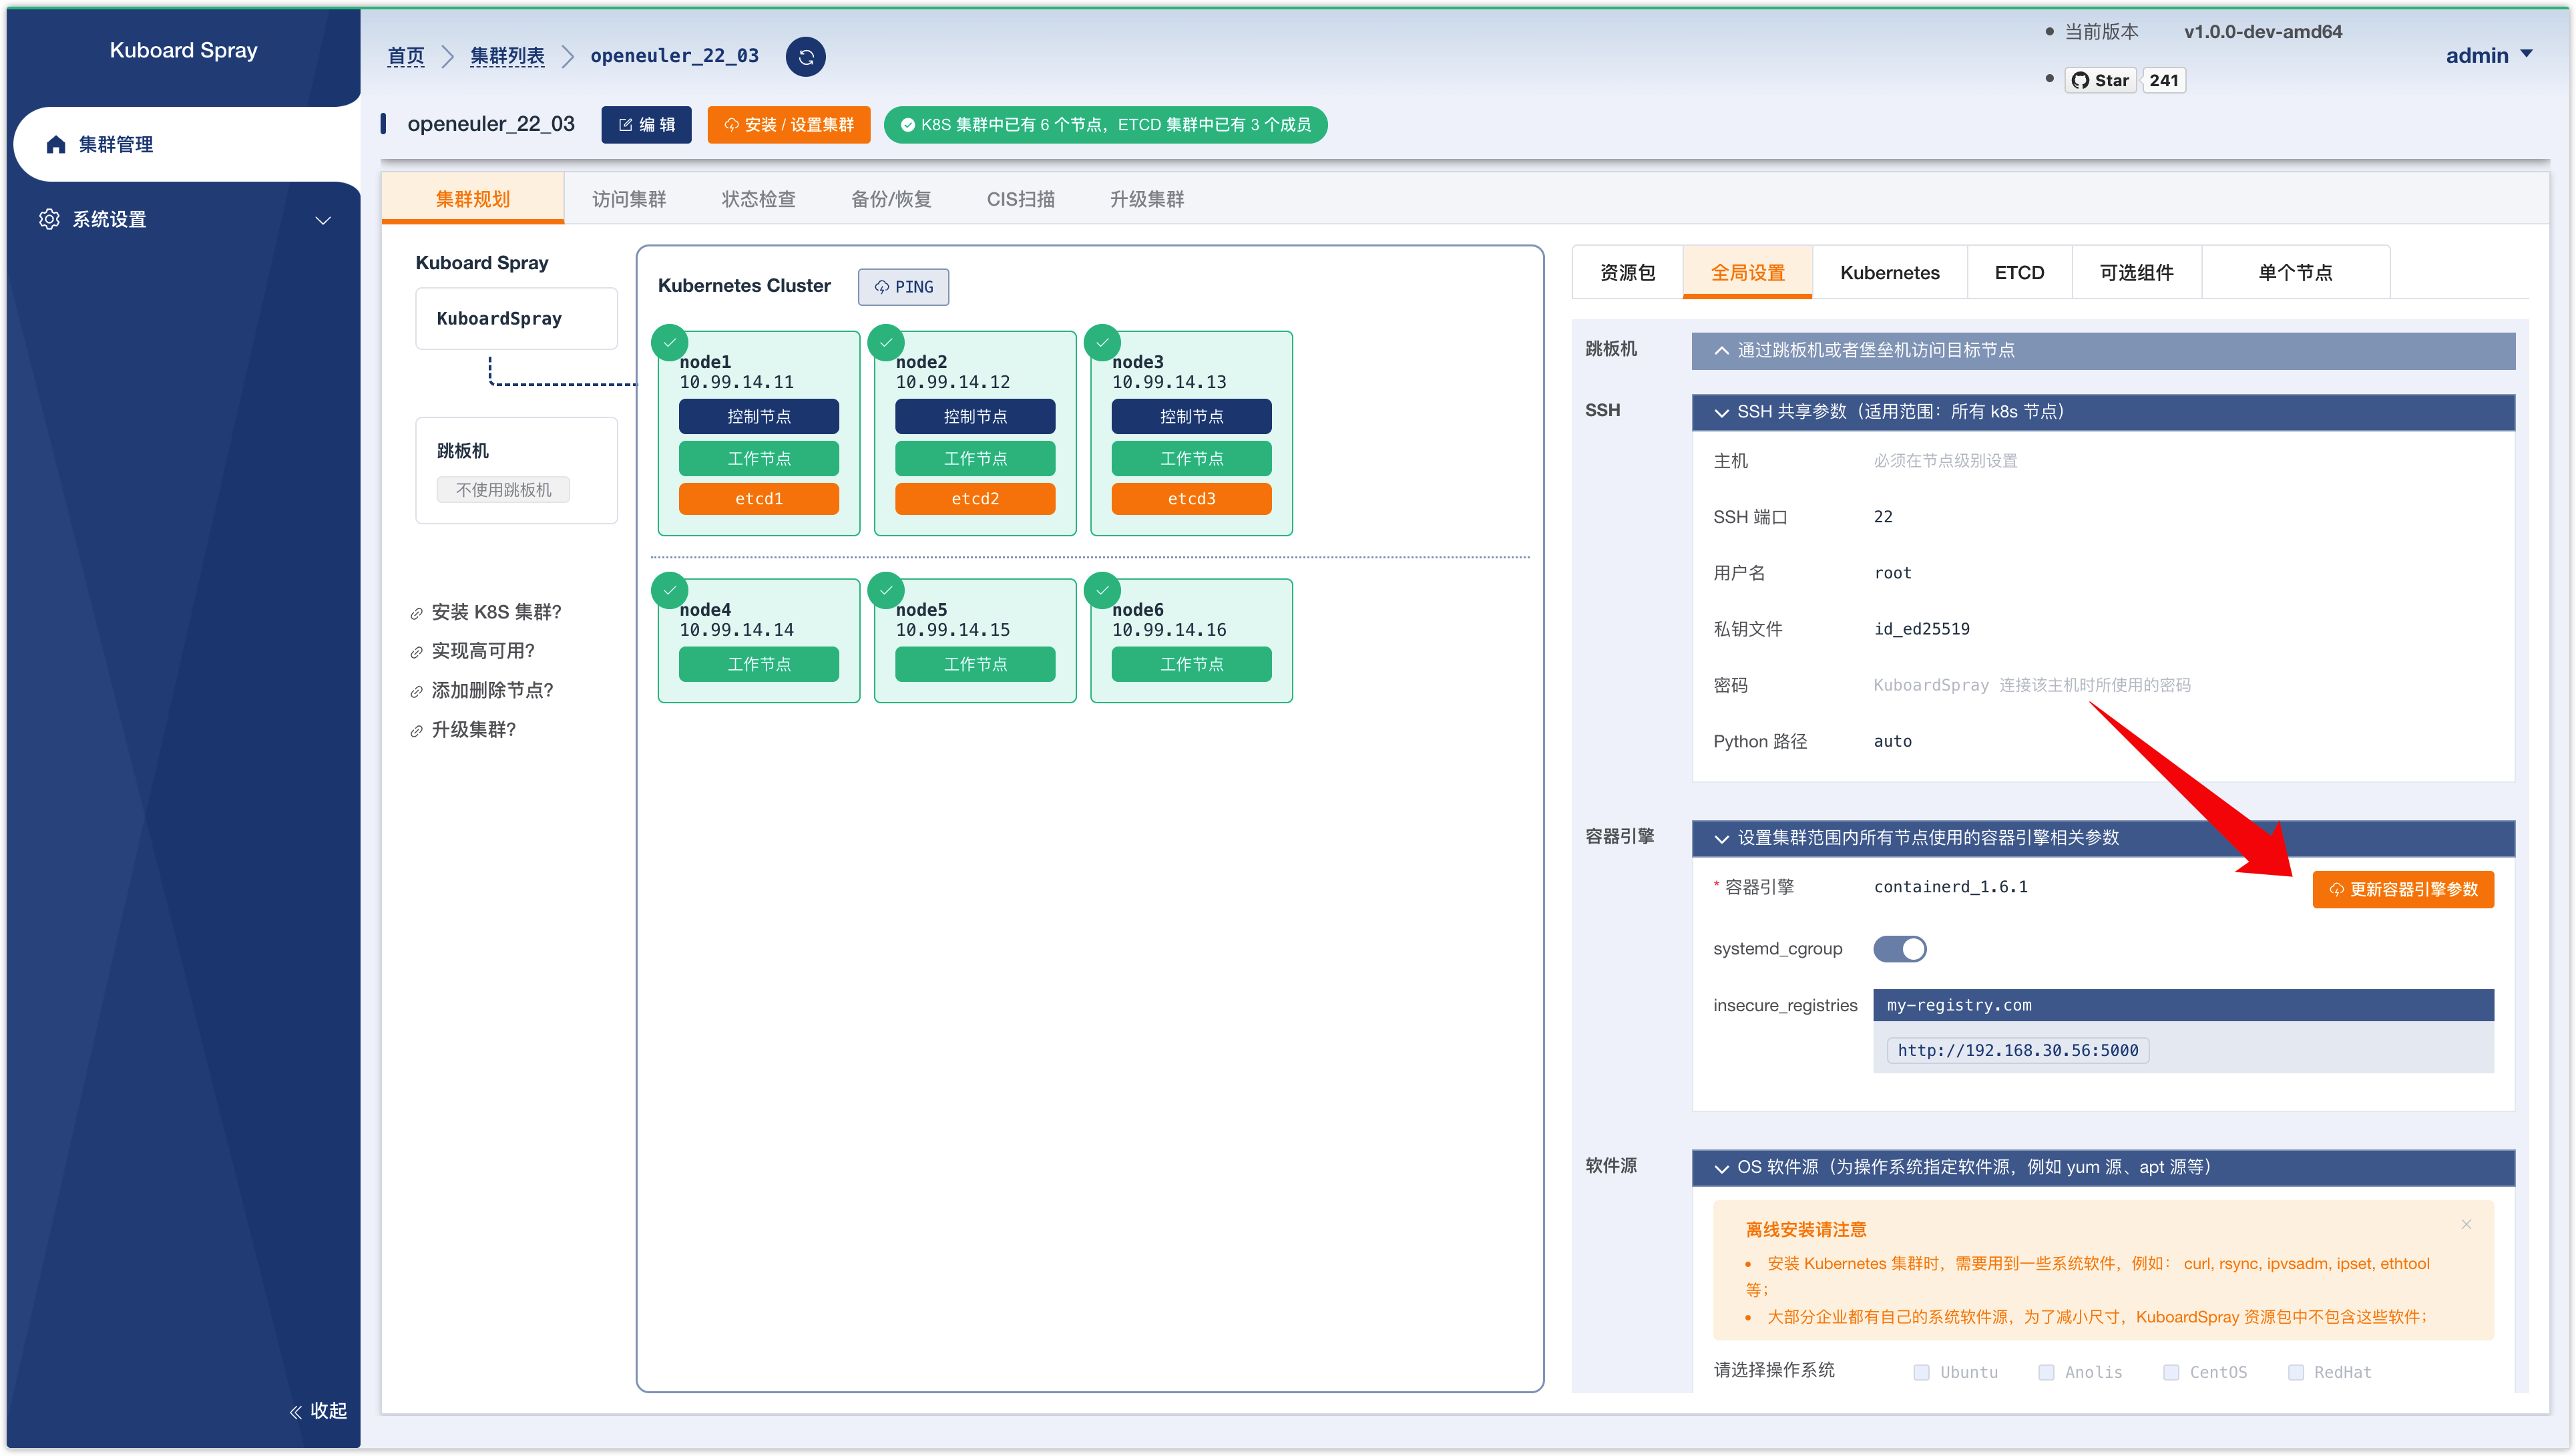 Kuboard Spray
集群管理
系统设置
收起
首页
集群列表
openeuler_22_03
当前版本 v1.0.0-dev-amd64
Star 241
admin
openeuler_22_03
编 辑
安装 / 设置集群
K8S 集群中已有 6 个节点，ETCD 集群中已有 3 个成员
集群规划
访问集群
状态检查
备份/恢复
CIS扫描
升级集群
Kuboard Spray
KuboardSpray
跳板机
不使用跳板机
安装 K8S 集群?
实现高可用?
添加删除节点?
升级集群?
Kubernetes Cluster
PING
node1
10.99.14.11
控制节点
工作节点
etcd1
node2
10.99.14.12
控制节点
工作节点
etcd2
node3
10.99.14.13
控制节点
工作节点
etcd3
node4
10.99.14.14
工作节点
node5
10.99.14.15
工作节点
node6
10.99.14.16
工作节点
资源包
全局设置
Kubernetes
ETCD
可选组件
单个节点
跳板机
通过跳板机或者堡垒机访问目标节点
SSH
SSH 共享参数（适用范围：所有 k8s 节点）
主机 必须在节点级别设置
SSH 端口 22
用户名 root
私钥文件 id_ed25519
密码 KuboardSpray 连接该主机时所使用的密码
Python 路径 auto
容器引擎
设置集群范围内所有节点使用的容器引擎相关参数
* 容器引擎 containerd_1.6.1
更新容器引擎参数
systemd_cgroup
insecure_registries my-registry.com
http://192.168.30.56:5000
软件源
OS 软件源（为操作系统指定软件源，例如 yum 源、apt 源等）
离线安装请注意
• 安装 Kubernetes 集群时，需要用到一些系统软件，例如： curl, rsync, ipvsadm, ipset, ethtool
等；
• 大部分企业都有自己的系统软件源，为了减小尺寸，KuboardSpray 资源包中不包含这些软件；
请选择操作系统 Ubuntu Anolis CentOS RedHat